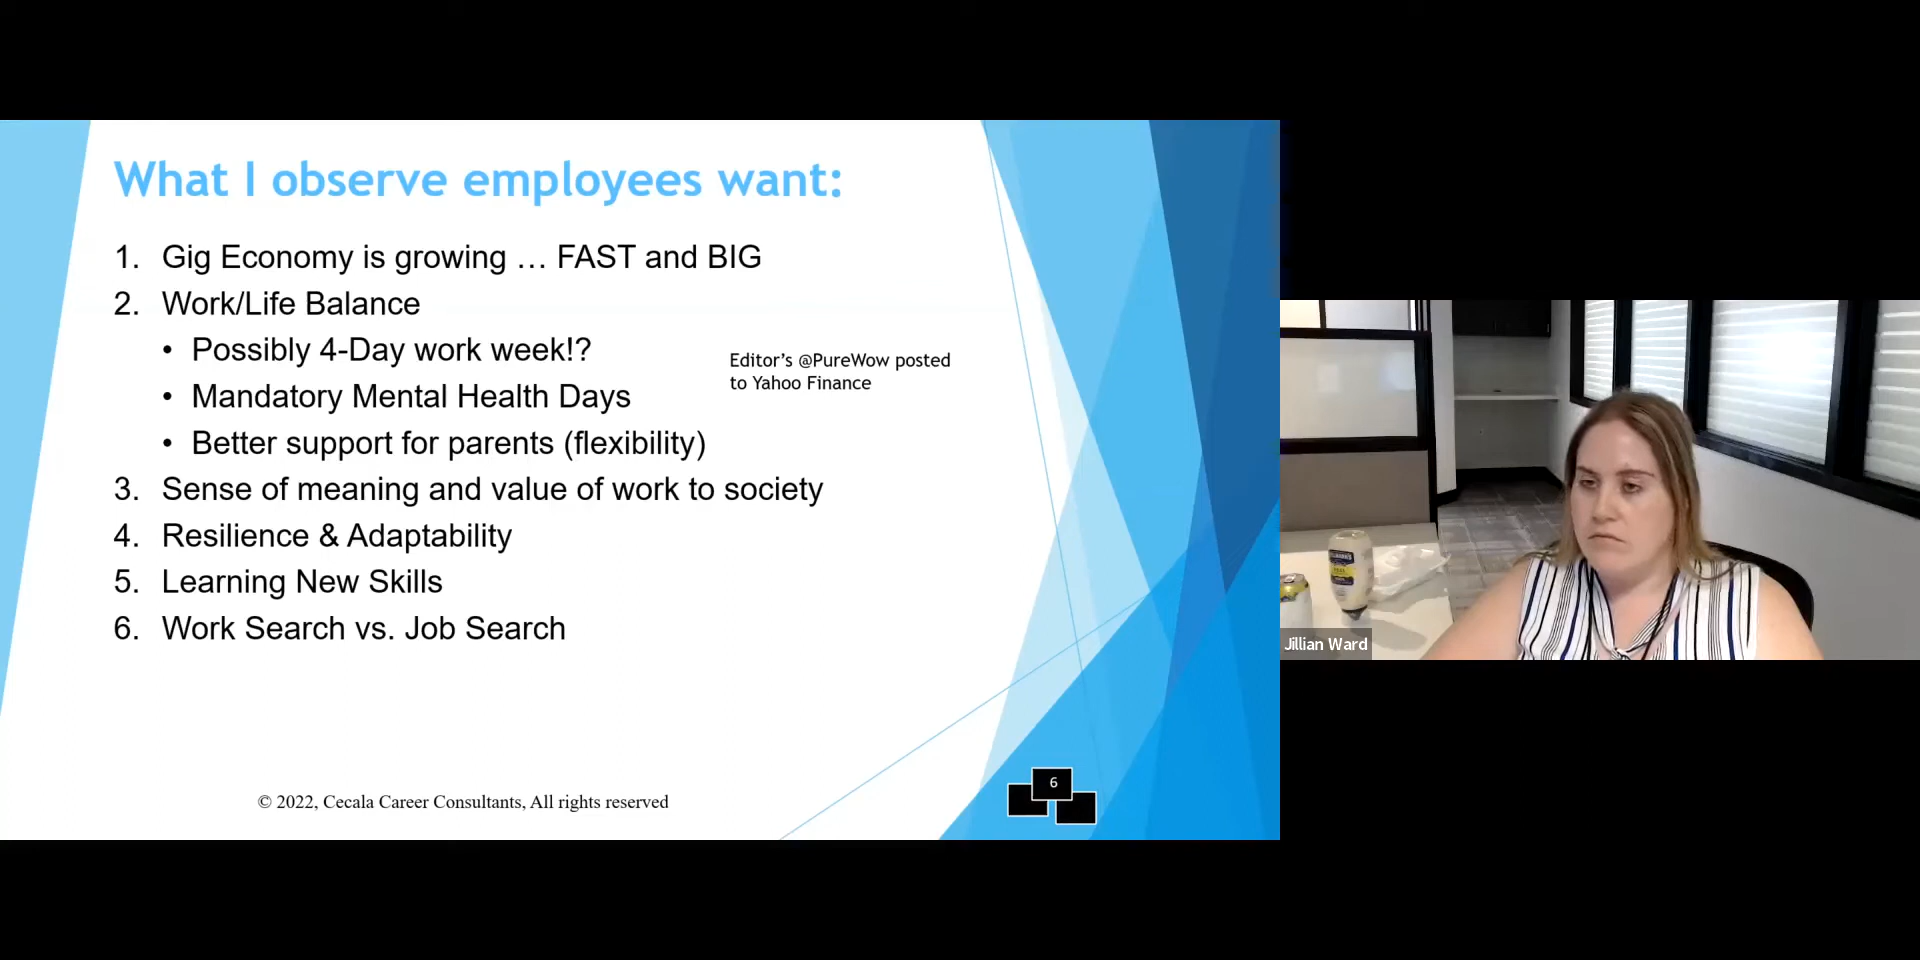 What I observe employees want:
1. Gig Economy is growing … FAST and BIG
2. Work/Life Balance
• Possibly 4-Day work week!?
• Mandatory Mental Health Days
• Better support for parents (flexibility)
Editor’s @PureWow posted
to Yahoo Finance
3. Sense of meaning and value of work to society
4. Resilience & Adaptability
5. Learning New Skills
6. Work Search vs. Job Search
© 2022, Cecala Career Consultants, All rights reserved
6
Jillian Ward